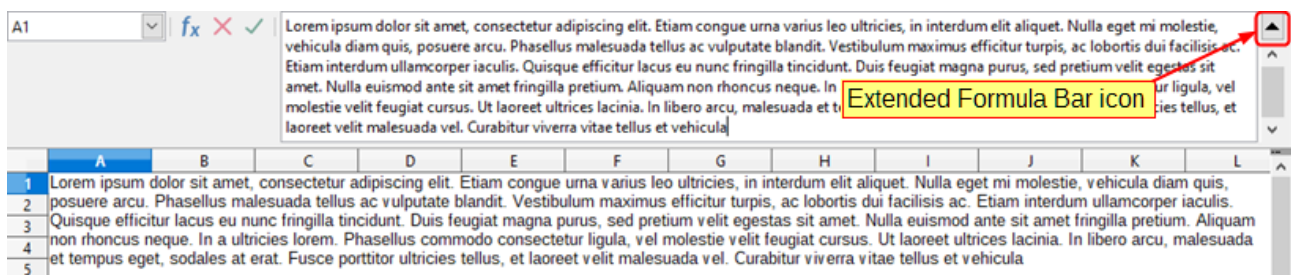 A1
fx
Lorem ipsum dolor sit amet, consectetur adipiscing elit. Etiam congue urna varius leo ultricies, in interdum elit aliquet. Nulla eget mi molestie,
vehicula diam quis, posuere arcu. Phasellus malesuada tellus ac vulputate blandit. Vestibulum maximus efficitur turpis, ac lobortis dui facilisis ac.
Etiam interdum ullamcorper iaculis. Quisque efficitur lacus eu nunc fringilla tincidunt. Duis feugiat magna purus, sed pretium velit egestas sit
amet. Nulla euismod ante sit amet fringilla pretium. Aliquam non rhoncus neque. In ur ligula, vel
molestie velit feugiat cursus. Ut laoreet ultrices lacinia. In libero arcu, malesuada et t cies tellus, et
laoreet velit malesuada vel. Curabitur viverra vitae tellus et vehicula
Extended Formula Bar icon
A B C D E F G H I J K L
1 Lorem ipsum dolor sit amet, consectetur adipiscing elit. Etiam congue urna varius leo ultricies, in interdum elit aliquet. Nulla eget mi molestie, vehicula diam quis,
2 posuere arcu. Phasellus malesuada tellus ac vulputate blandit. Vestibulum maximus efficitur turpis, ac lobortis dui facilisis ac. Etiam interdum ullamcorper iaculis.
3 Quisque efficitur lacus eu nunc fringilla tincidunt. Duis feugiat magna purus, sed pretium velit egestas sit amet. Nulla euismod ante sit amet fringilla pretium. Aliquam
4 non rhoncus neque. In a ultricies lorem. Phasellus commodo consectetur ligula, vel molestie velit feugiat cursus. Ut laoreet ultrices lacinia. In libero arcu, malesuada
5 et tempus eget, sodales at erat. Fusce porttitor ultricies tellus, et laoreet velit malesuada vel. Curabitur viverra vitae tellus et vehicula